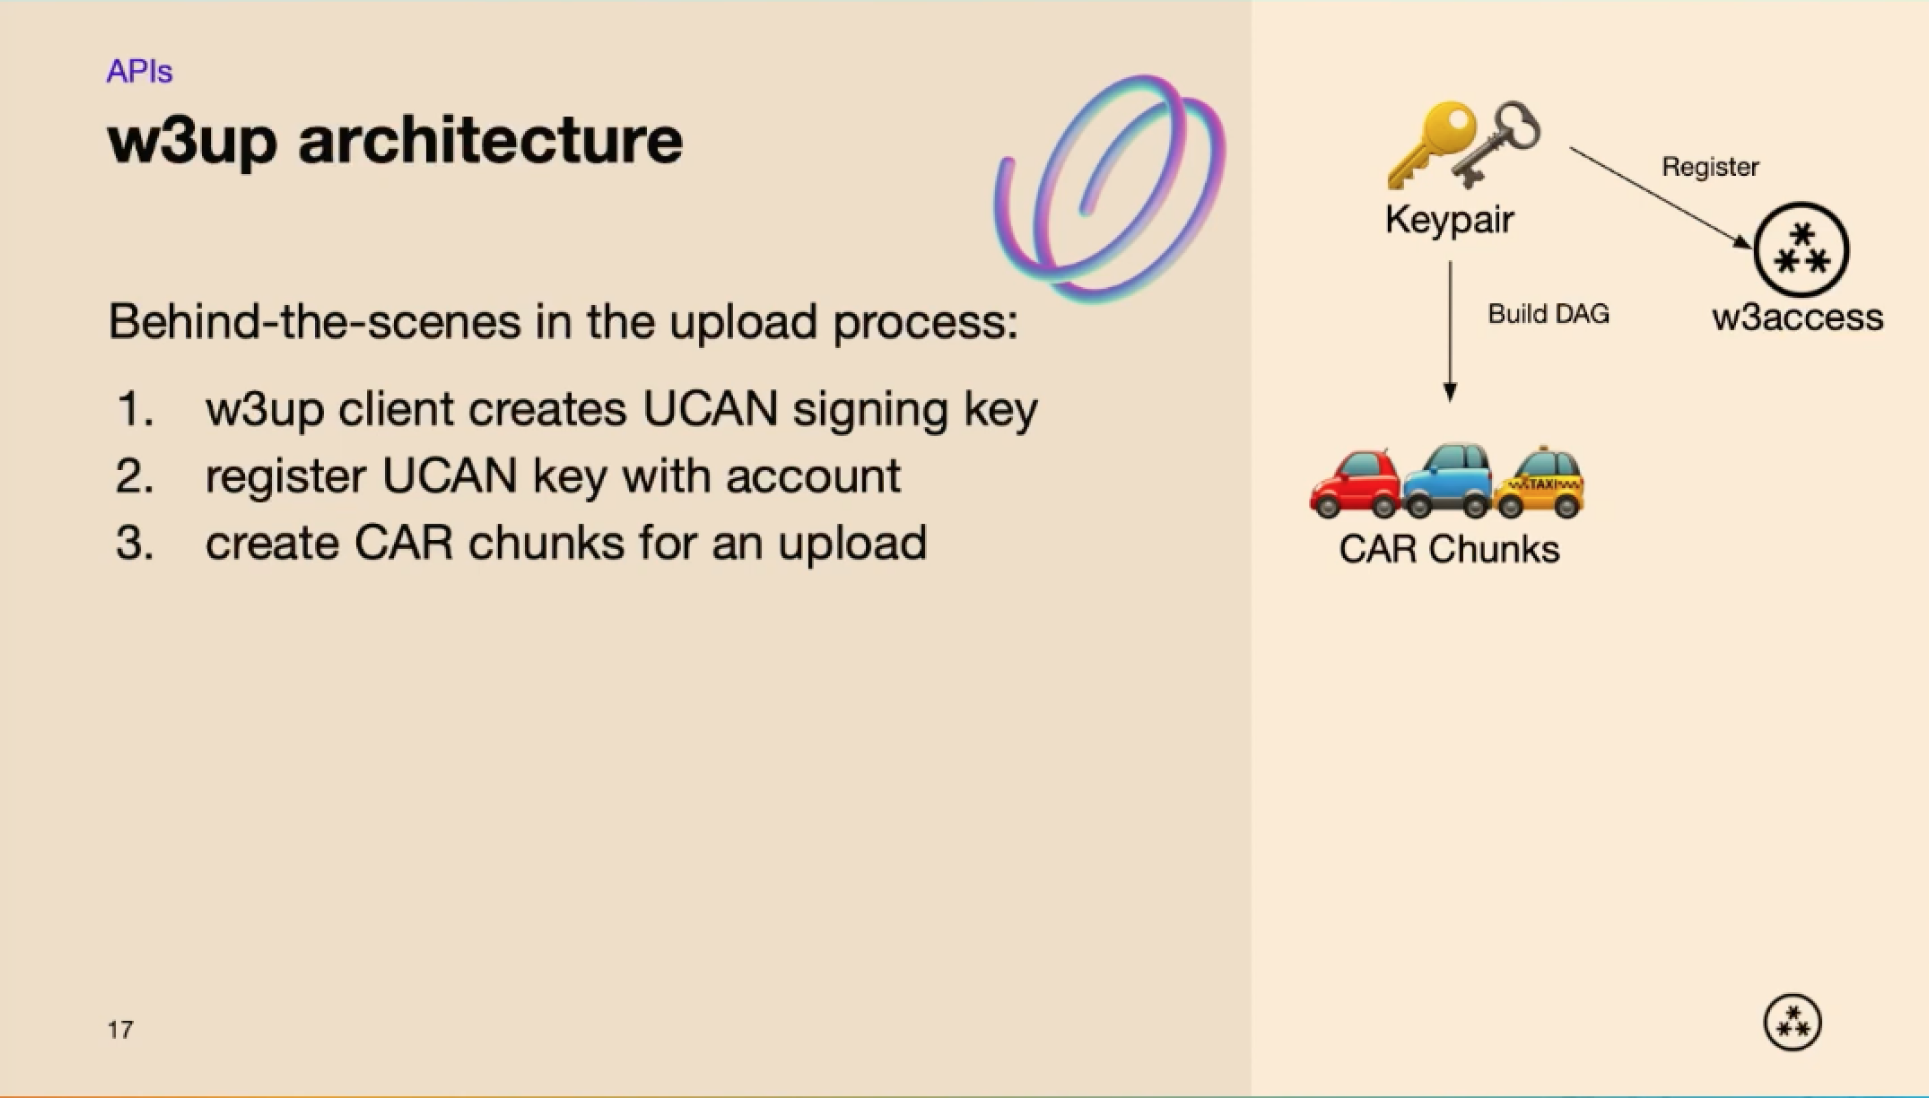 APIs
w3up architecture
Behind-the-scenes in the upload process:
1. w3up client creates UCAN signing key
2. register UCAN key with account
3. create CAR chunks for an upload
Keypair
Register
w3access
Build DAG
TAXI
CAR Chunks
17